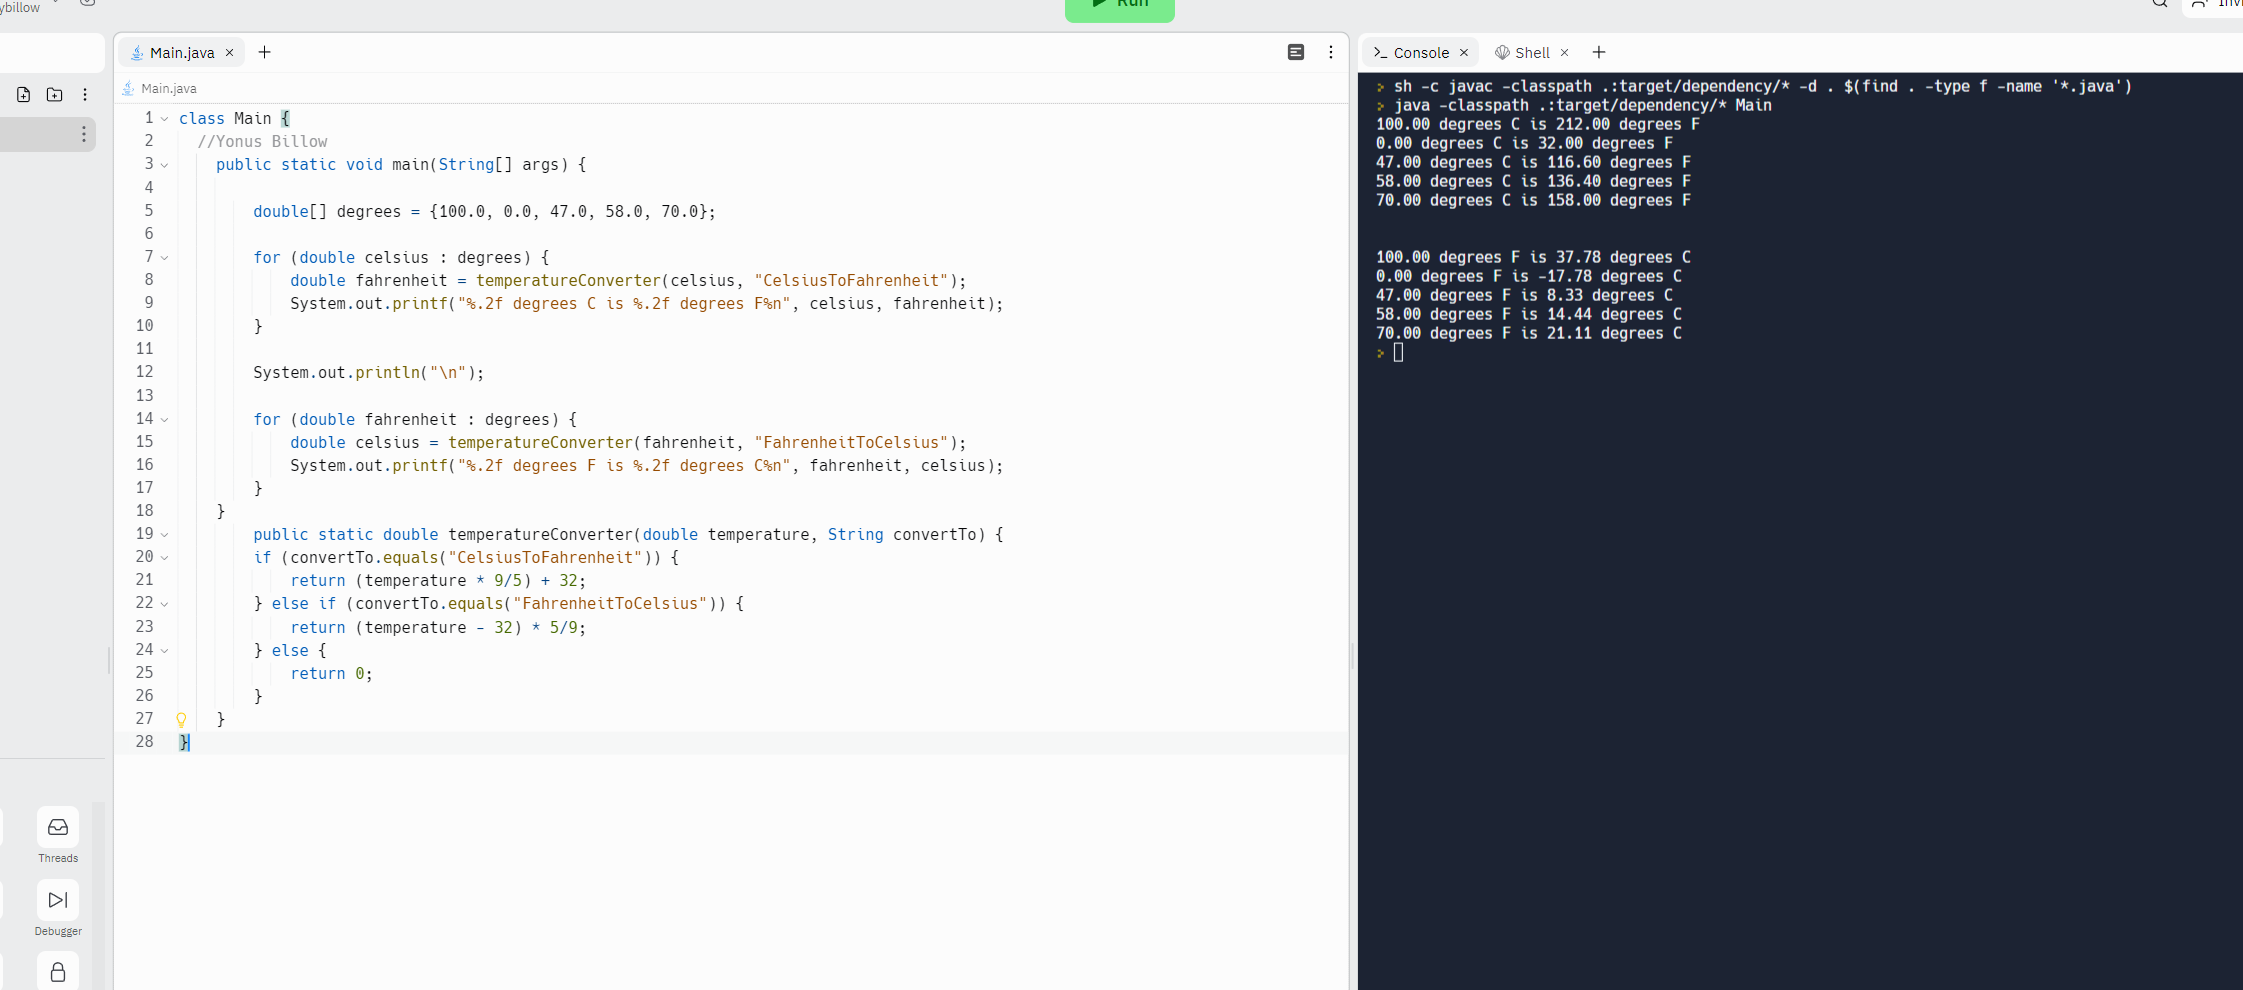 ybillow
Run
Invi
Main.java
Main.java
1 class Main {
2 //Yonus Billow
3 public static void main(String[] args) {
4
5 double[] degrees = {100.0, 0.0, 47.0, 58.0, 70.0};
6
7 for (double celsius : degrees) {
8 double fahrenheit = temperatureConverter(celsius, "CelsiusToFahrenheit");
9 System.out.printf("%.2f degrees C is %.2f degrees F%n", celsius, fahrenheit);
10 }
11
12 System.out.println("\n");
13
14 for (double fahrenheit : degrees) {
15 double celsius = temperatureConverter(fahrenheit, "FahrenheitToCelsius");
16 System.out.printf("%.2f degrees F is %.2f degrees C%n", fahrenheit, celsius);
17 }
18 }
19 public static double temperatureConverter(double temperature, String convertTo) {
20 if (convertTo.equals("CelsiusToFahrenheit")) {
21 return (temperature * 9/5) + 32;
22 } else if (convertTo.equals("FahrenheitToCelsius")) {
23 return (temperature - 32) * 5/9;
24 } else {
25 return 0;
26 }
27 }
28 }
Threads
Debugger
Console
Shell
sh -c javac -classpath .:target/dependency/* -d . $(find . -type f -name '*.java')
java -classpath .:target/dependency/* Main
100.00 degrees C is 212.00 degrees F
0.00 degrees C is 32.00 degrees F
47.00 degrees C is 116.60 degrees F
58.00 degrees C is 136.40 degrees F
70.00 degrees C is 158.00 degrees F
100.00 degrees F is 37.78 degrees C
0.00 degrees F is -17.78 degrees C
47.00 degrees F is 8.33 degrees C
58.00 degrees F is 14.44 degrees C
70.00 degrees F is 21.11 degrees C